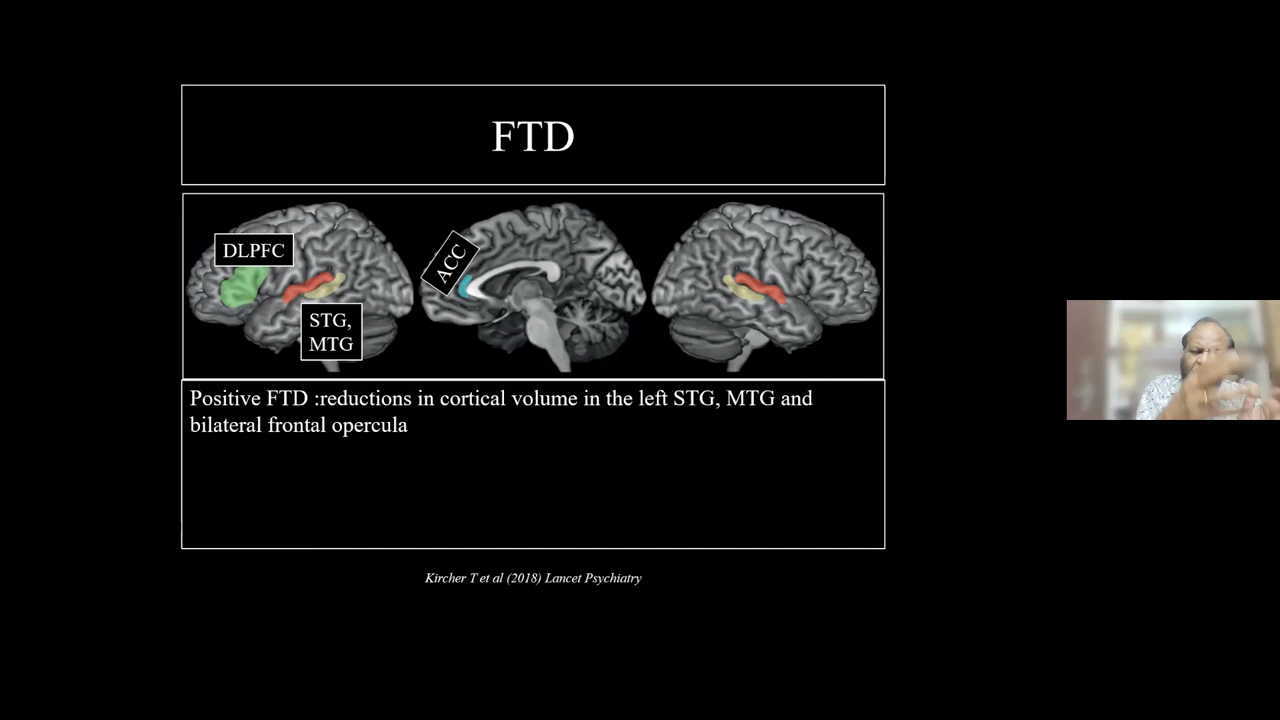 FTD
DLPFC
ACC
STG,
MTG
Positive FTD :reductions in cortical volume in the left STG, MTG and
bilateral frontal opercula
Kircher T et al (2018) Lancet Psychiatry